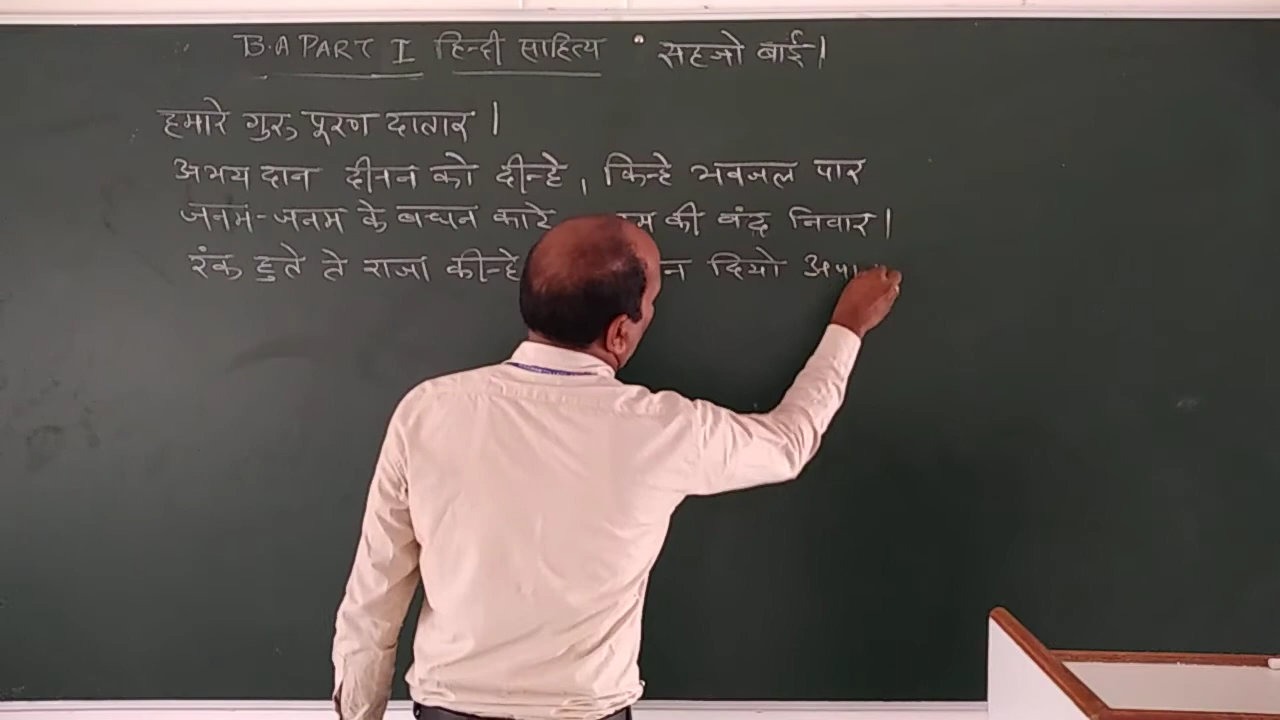 B.A PART I हिन्दी साहित्य • सहजो बाई।
हमारे गुरु पूरण दातार।
अभय दान दीनन को दीन्हे, किन्हे भवजल पार
जनम-जनम के बन्धन काटे की बंद निवार।
रंक हुते ते राजा कीन्हे दियो